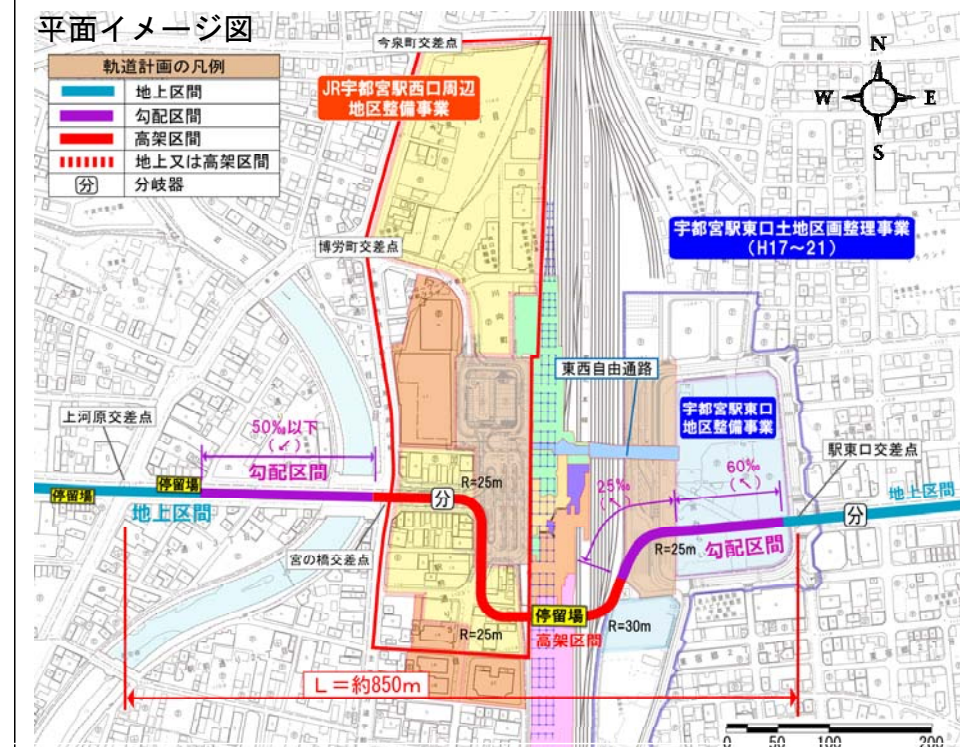 平面イメージ図
軌道計画の凡例
地上区間
勾配区間
高架区間
地上又は高架区間
分 分岐器
今泉町交差点
JR宇都宮駅西口周辺
地区整備事業
N
W E
S
宇都宮駅東口土地区画整理事業
(H17～21)
博労町交差点
東西自由通路
上河原交差点
50‰以下
(↙)
勾配区間
宇都宮駅東口
地区整備事業
駅東口交差点
60‰
(↖)
25‰
(↖)
停留場
停留場
地上区間
R=25m
分
地上区間
分
R=25m
勾配区間
宮の橋交差点
停留場
高架区間
R=25m
R=30m
L=約850m
0 50 100 200